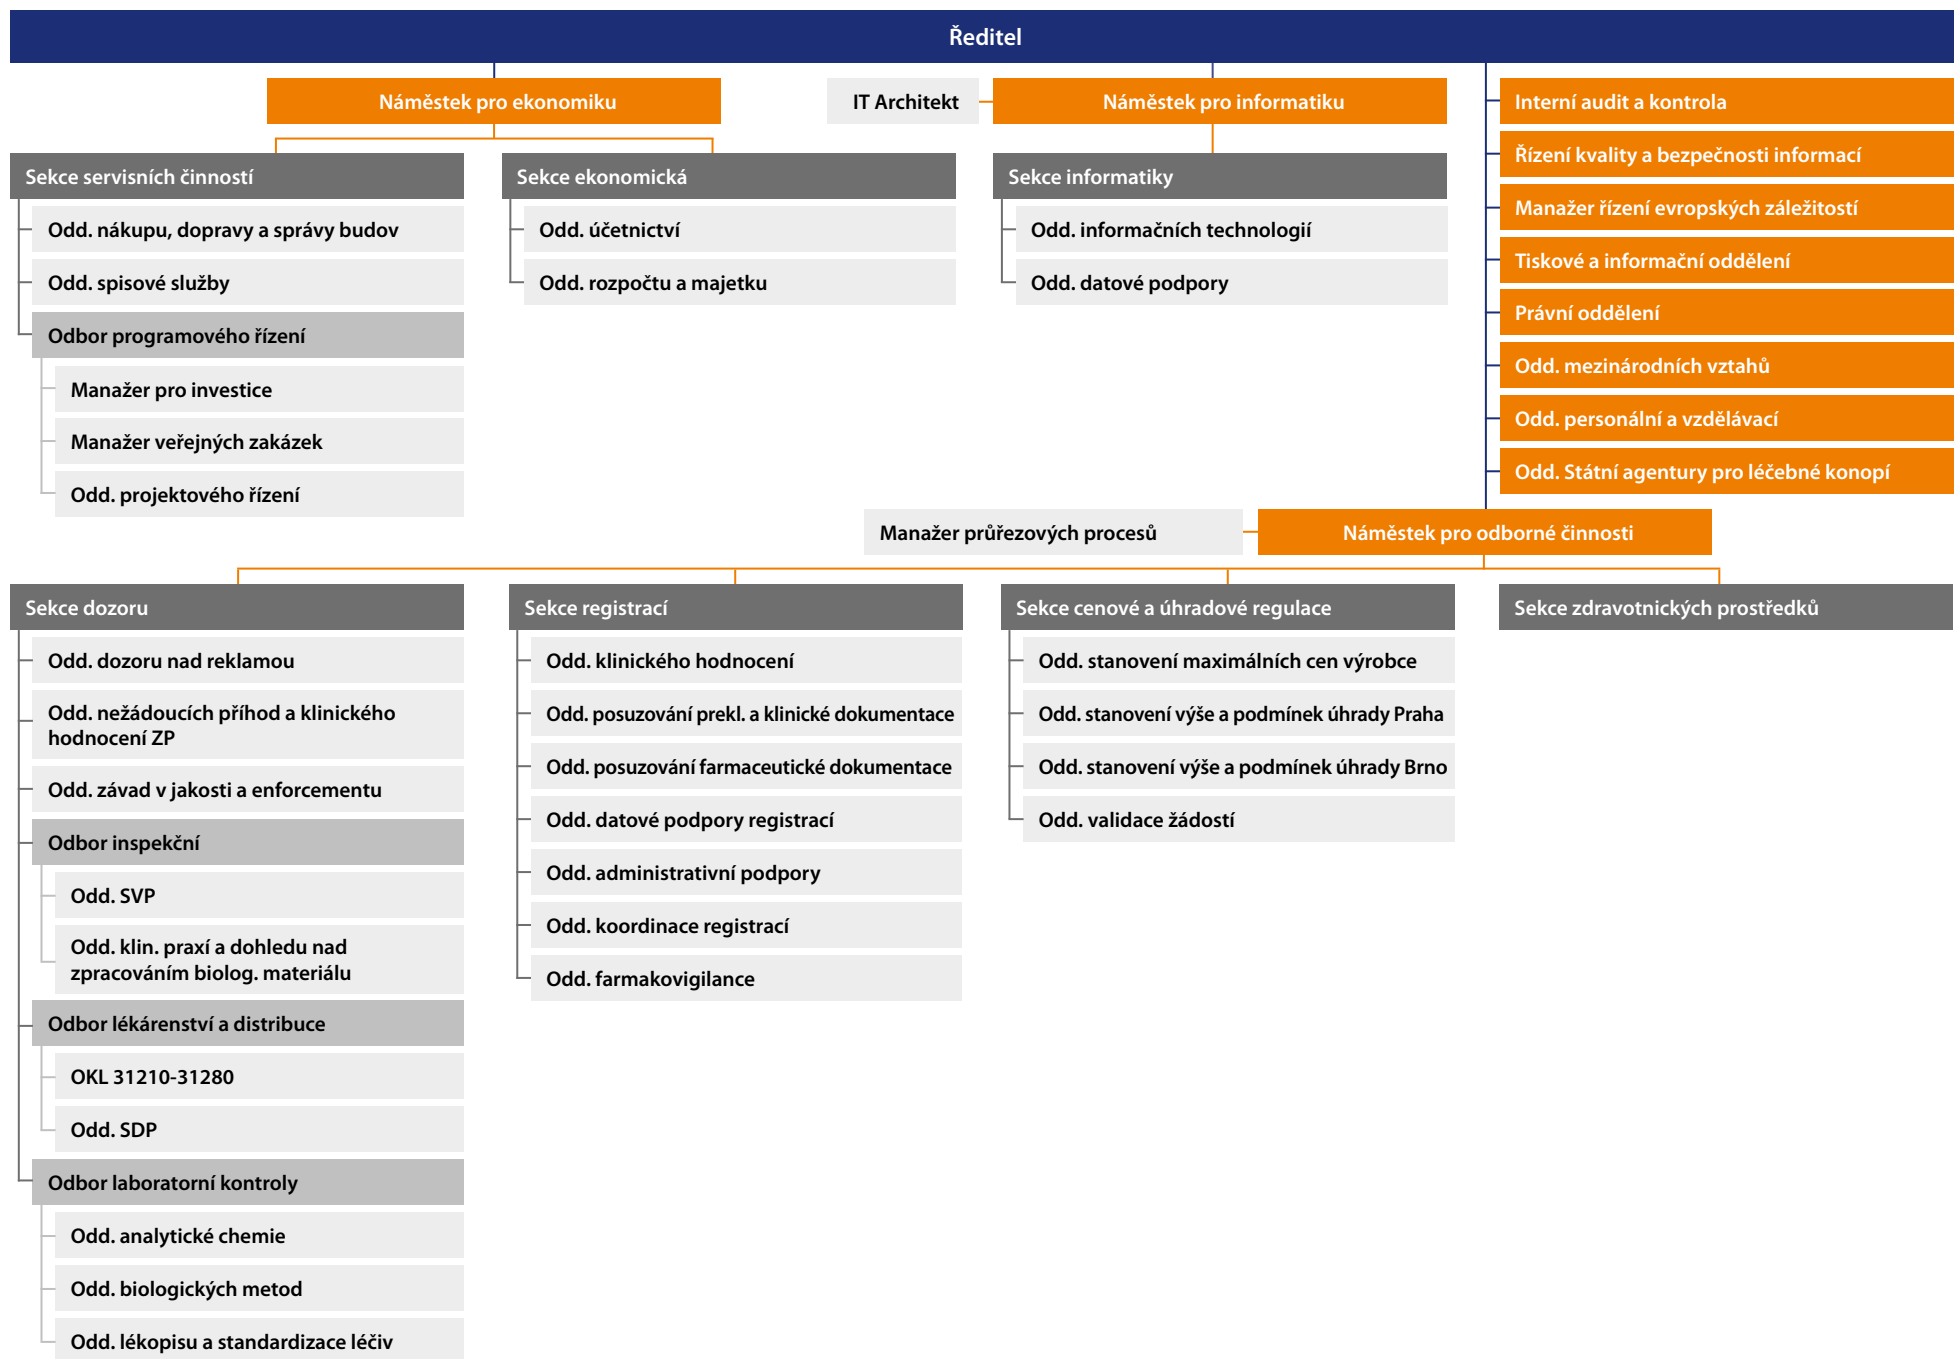 Ředitel
Náměstek pro ekonomiku
IT Architekt
Náměstek pro informatiku
Interní audit a kontrola
Řízení kvality a bezpečnosti informací
Manažer řízení evropských záležitostí
Tiskové a informační oddělení
Právní oddělení
Odd. mezinárodních vztahů
Odd. personální a vzdělávací
Odd. Státní agentury pro léčebné konopí
Sekce servisních činností
Odd. nákupu, dopravy a správy budov
Odd. spisové služby
Odbor programového řízení
Manažer pro investice
Manažer veřejných zakázek
Odd. projektového řízení
Sekce ekonomická
Odd. účetnictví
Odd. rozpočtu a majetku
Sekce informatiky
Odd. informačních technologií
Odd. datové podpory
Manažer průřezových procesů
Náměstek pro odborné činnosti
Sekce dozoru
Odd. dozoru nad reklamou
Odd. nežádoucích příhod a klinického
hodnocení ZP
Odd. závad v jakosti a enforcementu
Odbor inspekční
Odd. SVP
Odd. klin. praxí a dohledu nad
zpracováním biolog. materiálu
Odbor lékárenství a distribuce
OKL 31210-31280
Odd. SDP
Odbor laboratorní kontroly
Odd. analytické chemie
Odd. biologických metod
Odd. lékopisu a standardizace léčiv
Sekce registrací
Odd. klinického hodnocení
Odd. posuzování prekl. a klinické dokumentace
Odd. posuzování farmaceutické dokumentace
Odd. datové podpory registrací
Odd. administrativní podpory
Odd. koordinace registrací
Odd. farmakovigilance
Sekce cenové a úhradové regulace
Odd. stanovení maximálních cen výrobce
Odd. stanovení výše a podmínek úhrady Praha
Odd. stanovení výše a podmínek úhrady Brno
Odd. validace žádostí
Sekce zdravotnických prostředků